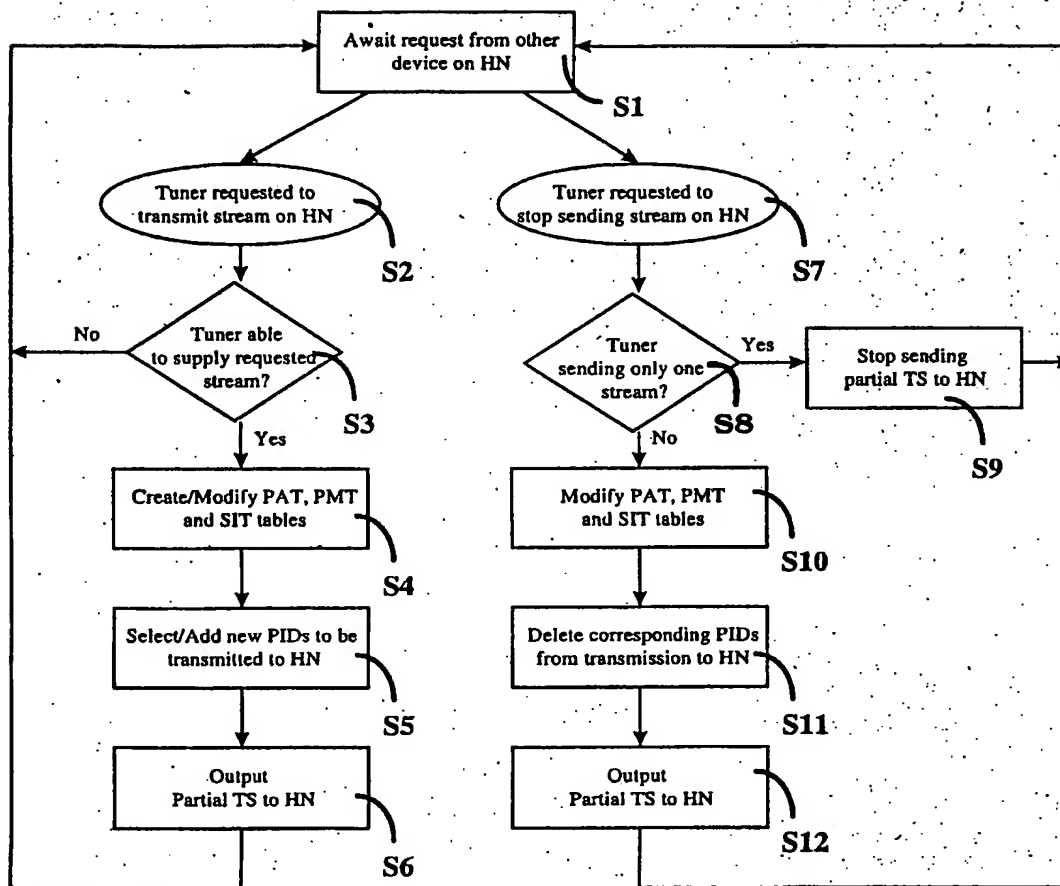 Await request from other
device on HN
S1
Tuner requested to
transmit stream on HN
S2
Tuner requested to
stop sending stream on HN
S7
No
Tuner able
to supply requested
stream?
S3
Yes
Tuner
sending only one
stream?
S8
Yes
Stop sending
partial TS to HN
S9
No
Create/Modify PAT, PMT
and SIT tables
S4
Modify PAT, PMT
and SIT tables
S10
Select/Add new PIDs to be
transmitted to HN
S5
Delete corresponding PIDs
from transmission to HN
S11
Output
Partial TS to HN
S6
Output
Partial TS to HN
S12